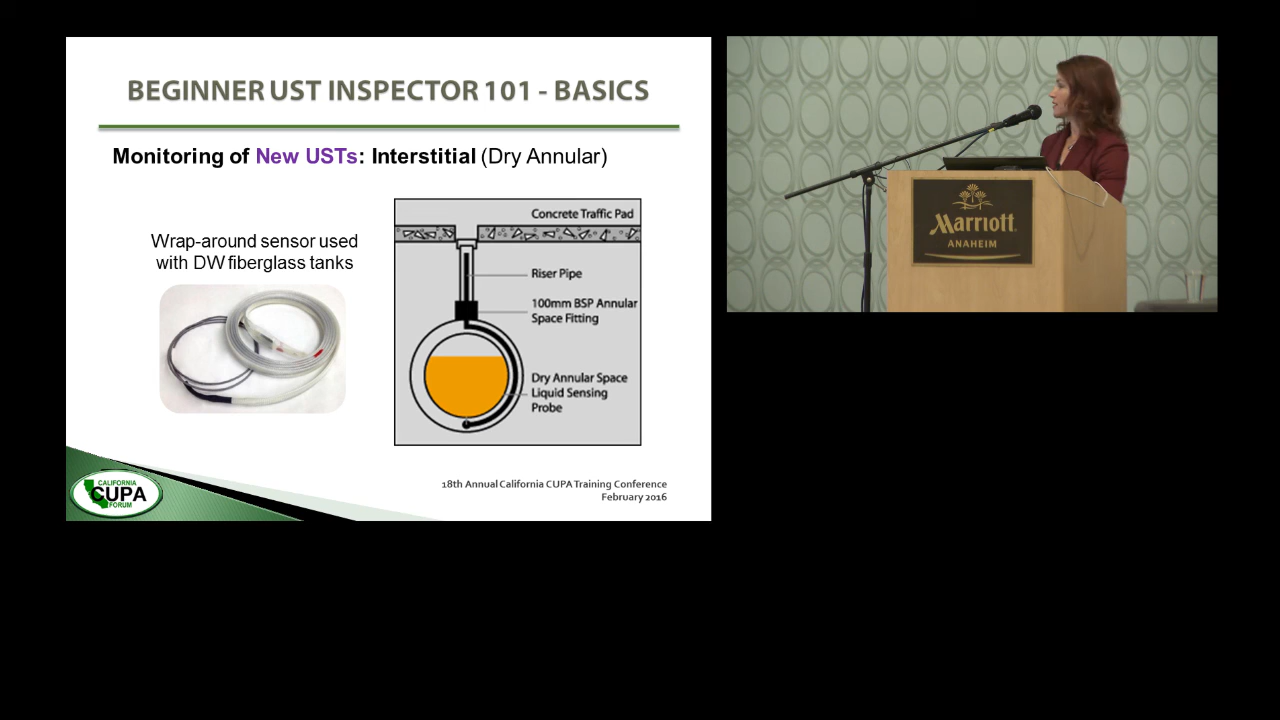 BEGINNER UST INSPECTOR 101 - BASICS
Monitoring of New USTs: Interstitial (Dry Annular)
Wrap-around sensor used
with DW fiberglass tanks
Concrete Traffic Pad
Riser Pipe
100mm BSP Annular
Space Fitting
Dry Annular Space
Liquid Sensing
Probe
18th Annual California CUPA Training Conference
February 2016
CALIFORNIA
CUPA
FORUM
Marriott
ANAHEIM